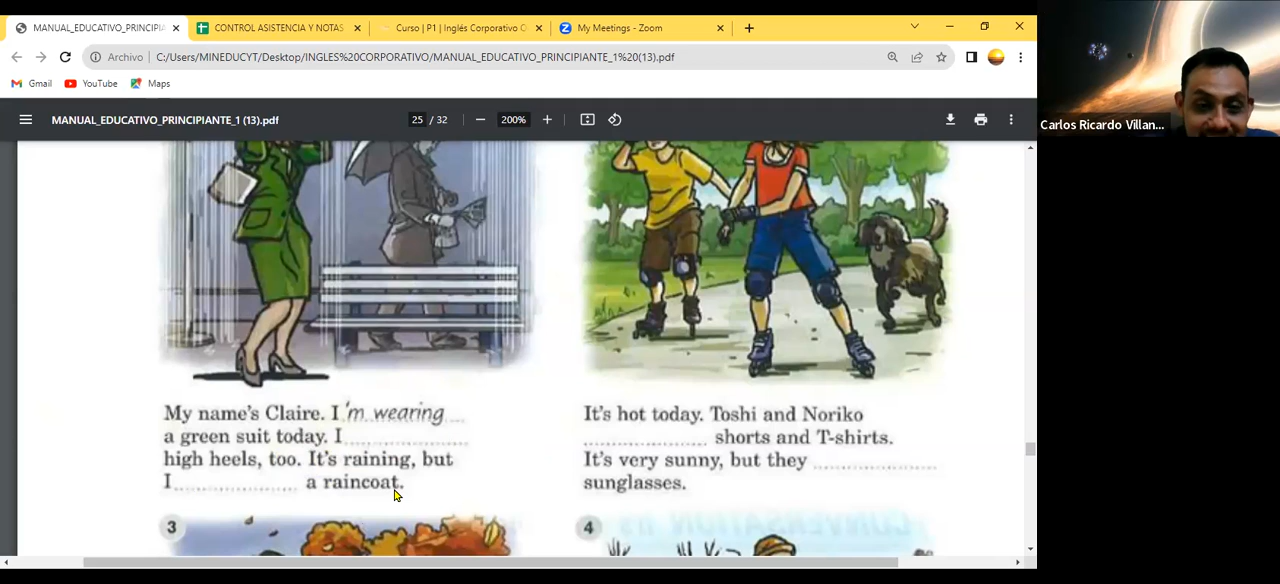 MANUAL_EDUCATIVO_PRINCIPIA
CONTROL ASISTENCIA Y NOTAS
Curso | P1 | Inglés Corporativo O
My Meetings - Zoom
Archivo
C:/Users/MINEDUCYT/Desktop/INGLES%20CORPORATIVO/MANUAL_EDUCATIVO_PRINCIPIANTE_1%20(13).pdf
Gmail
YouTube
Maps
MANUAL_EDUCATIVO_PRINCIPIANTE_1 (13).pdf
25 / 32
200%
Carlos Ricardo Villan...
My name's Claire. I 'm wearing
a green suit today. I
high heels, too. It's raining, but
I a raincoat.
It's hot today. Toshi and Noriko
shorts and T-shirts.
It's very sunny, but they
sunglasses.
3
4